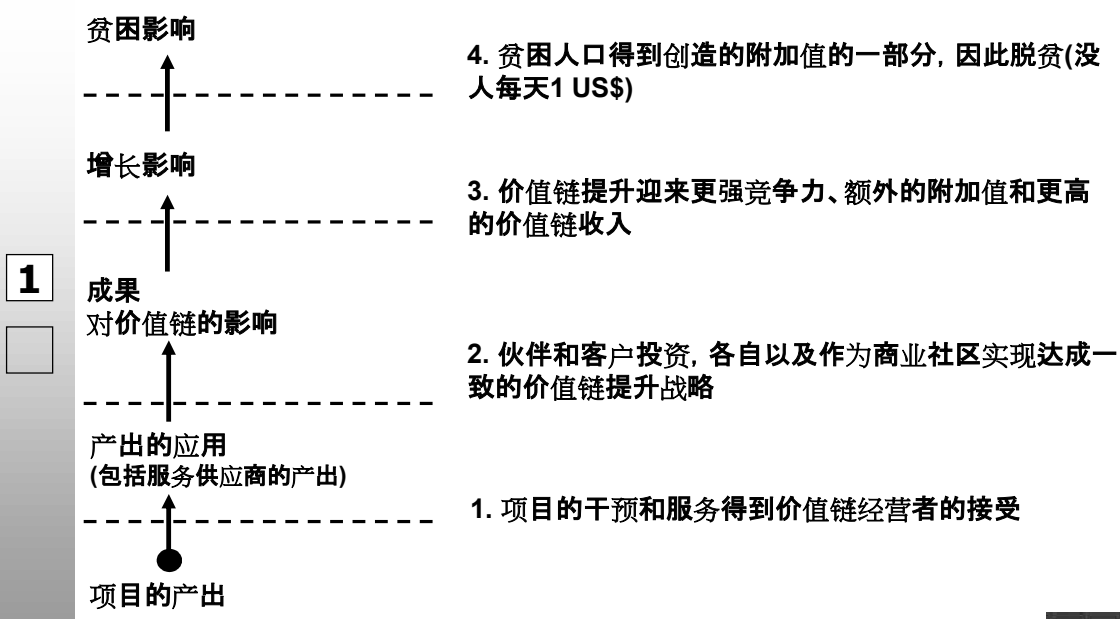 贫困影响
4. 贫困人口得到创造的附加值的一部分, 因此脱贫(没
人每天1 US$)
增长影响
3. 价值链提升迎来更强竞争力、额外的附加值和更高
的价值链收入
1
成果
对价值链的影响
2. 伙伴和客户投资, 各自以及作为商业社区实现达成一
致的价值链提升战略
产出的应用
(包括服务供应商的产出)
1. 项目的干预和服务得到价值链经营者的接受
项目的产出